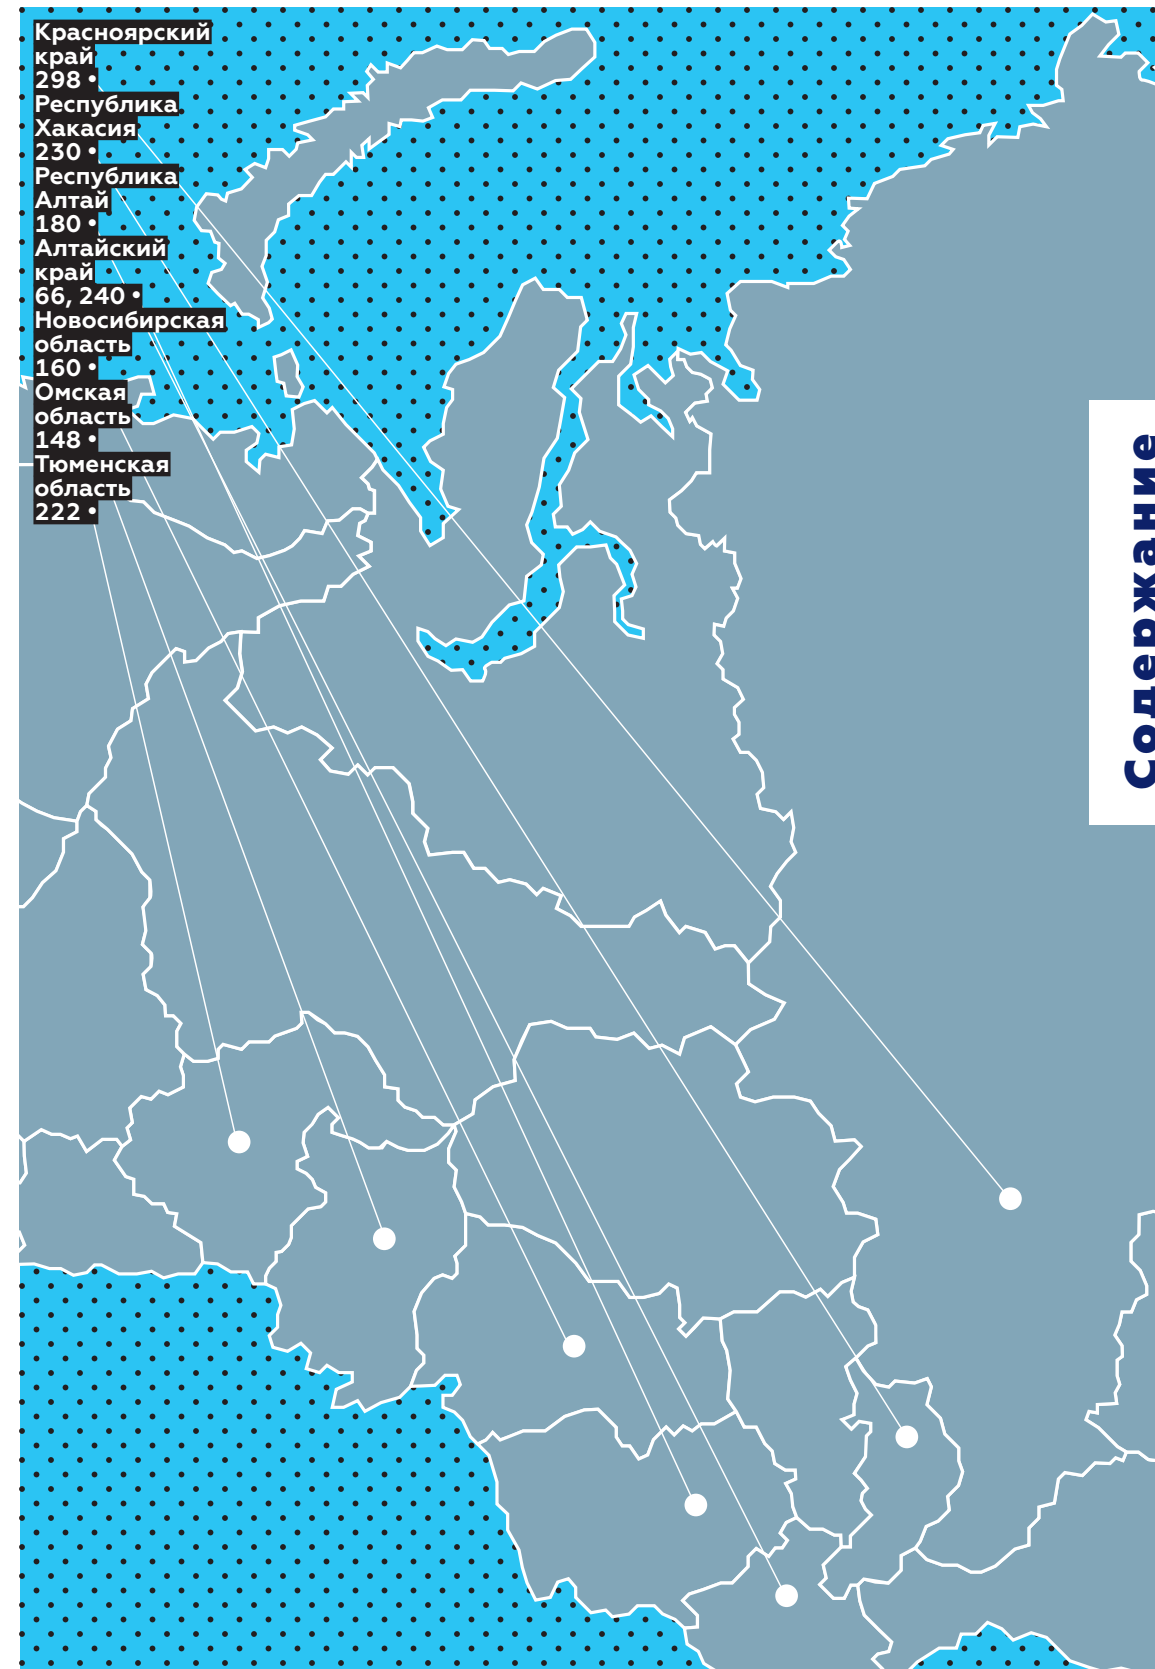 Красноярский
край
298 •
Республика
Хакасия
230 •
Республика
Алтай
180 •
Алтайский
край
66, 240 •
Новосибирская
область
160 •
Омская
область
148 •
Тюменская
область
222 •
Содержание